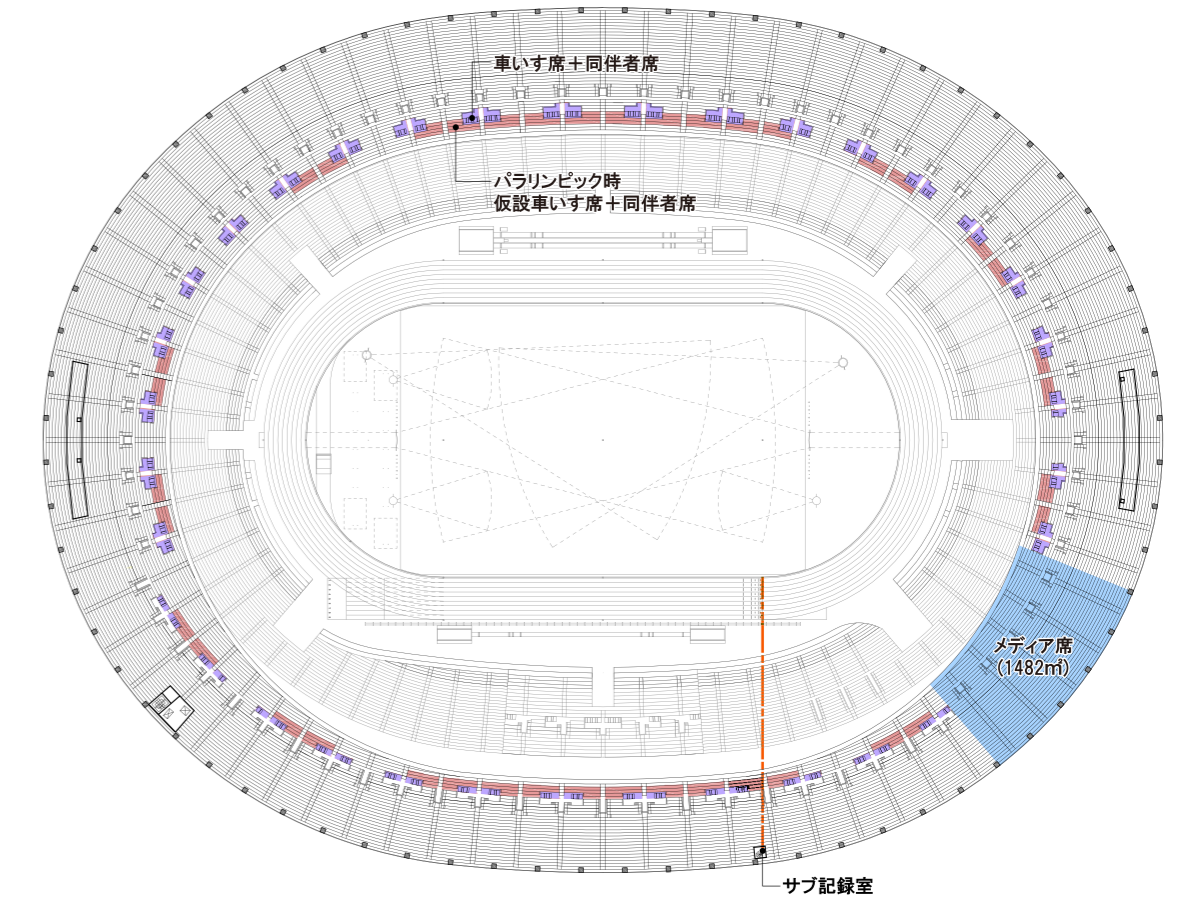 車いす席＋同伴者席
パラリンピック時
仮設車いす席＋同伴者席
メディア席
(1482㎡)
サブ記録室